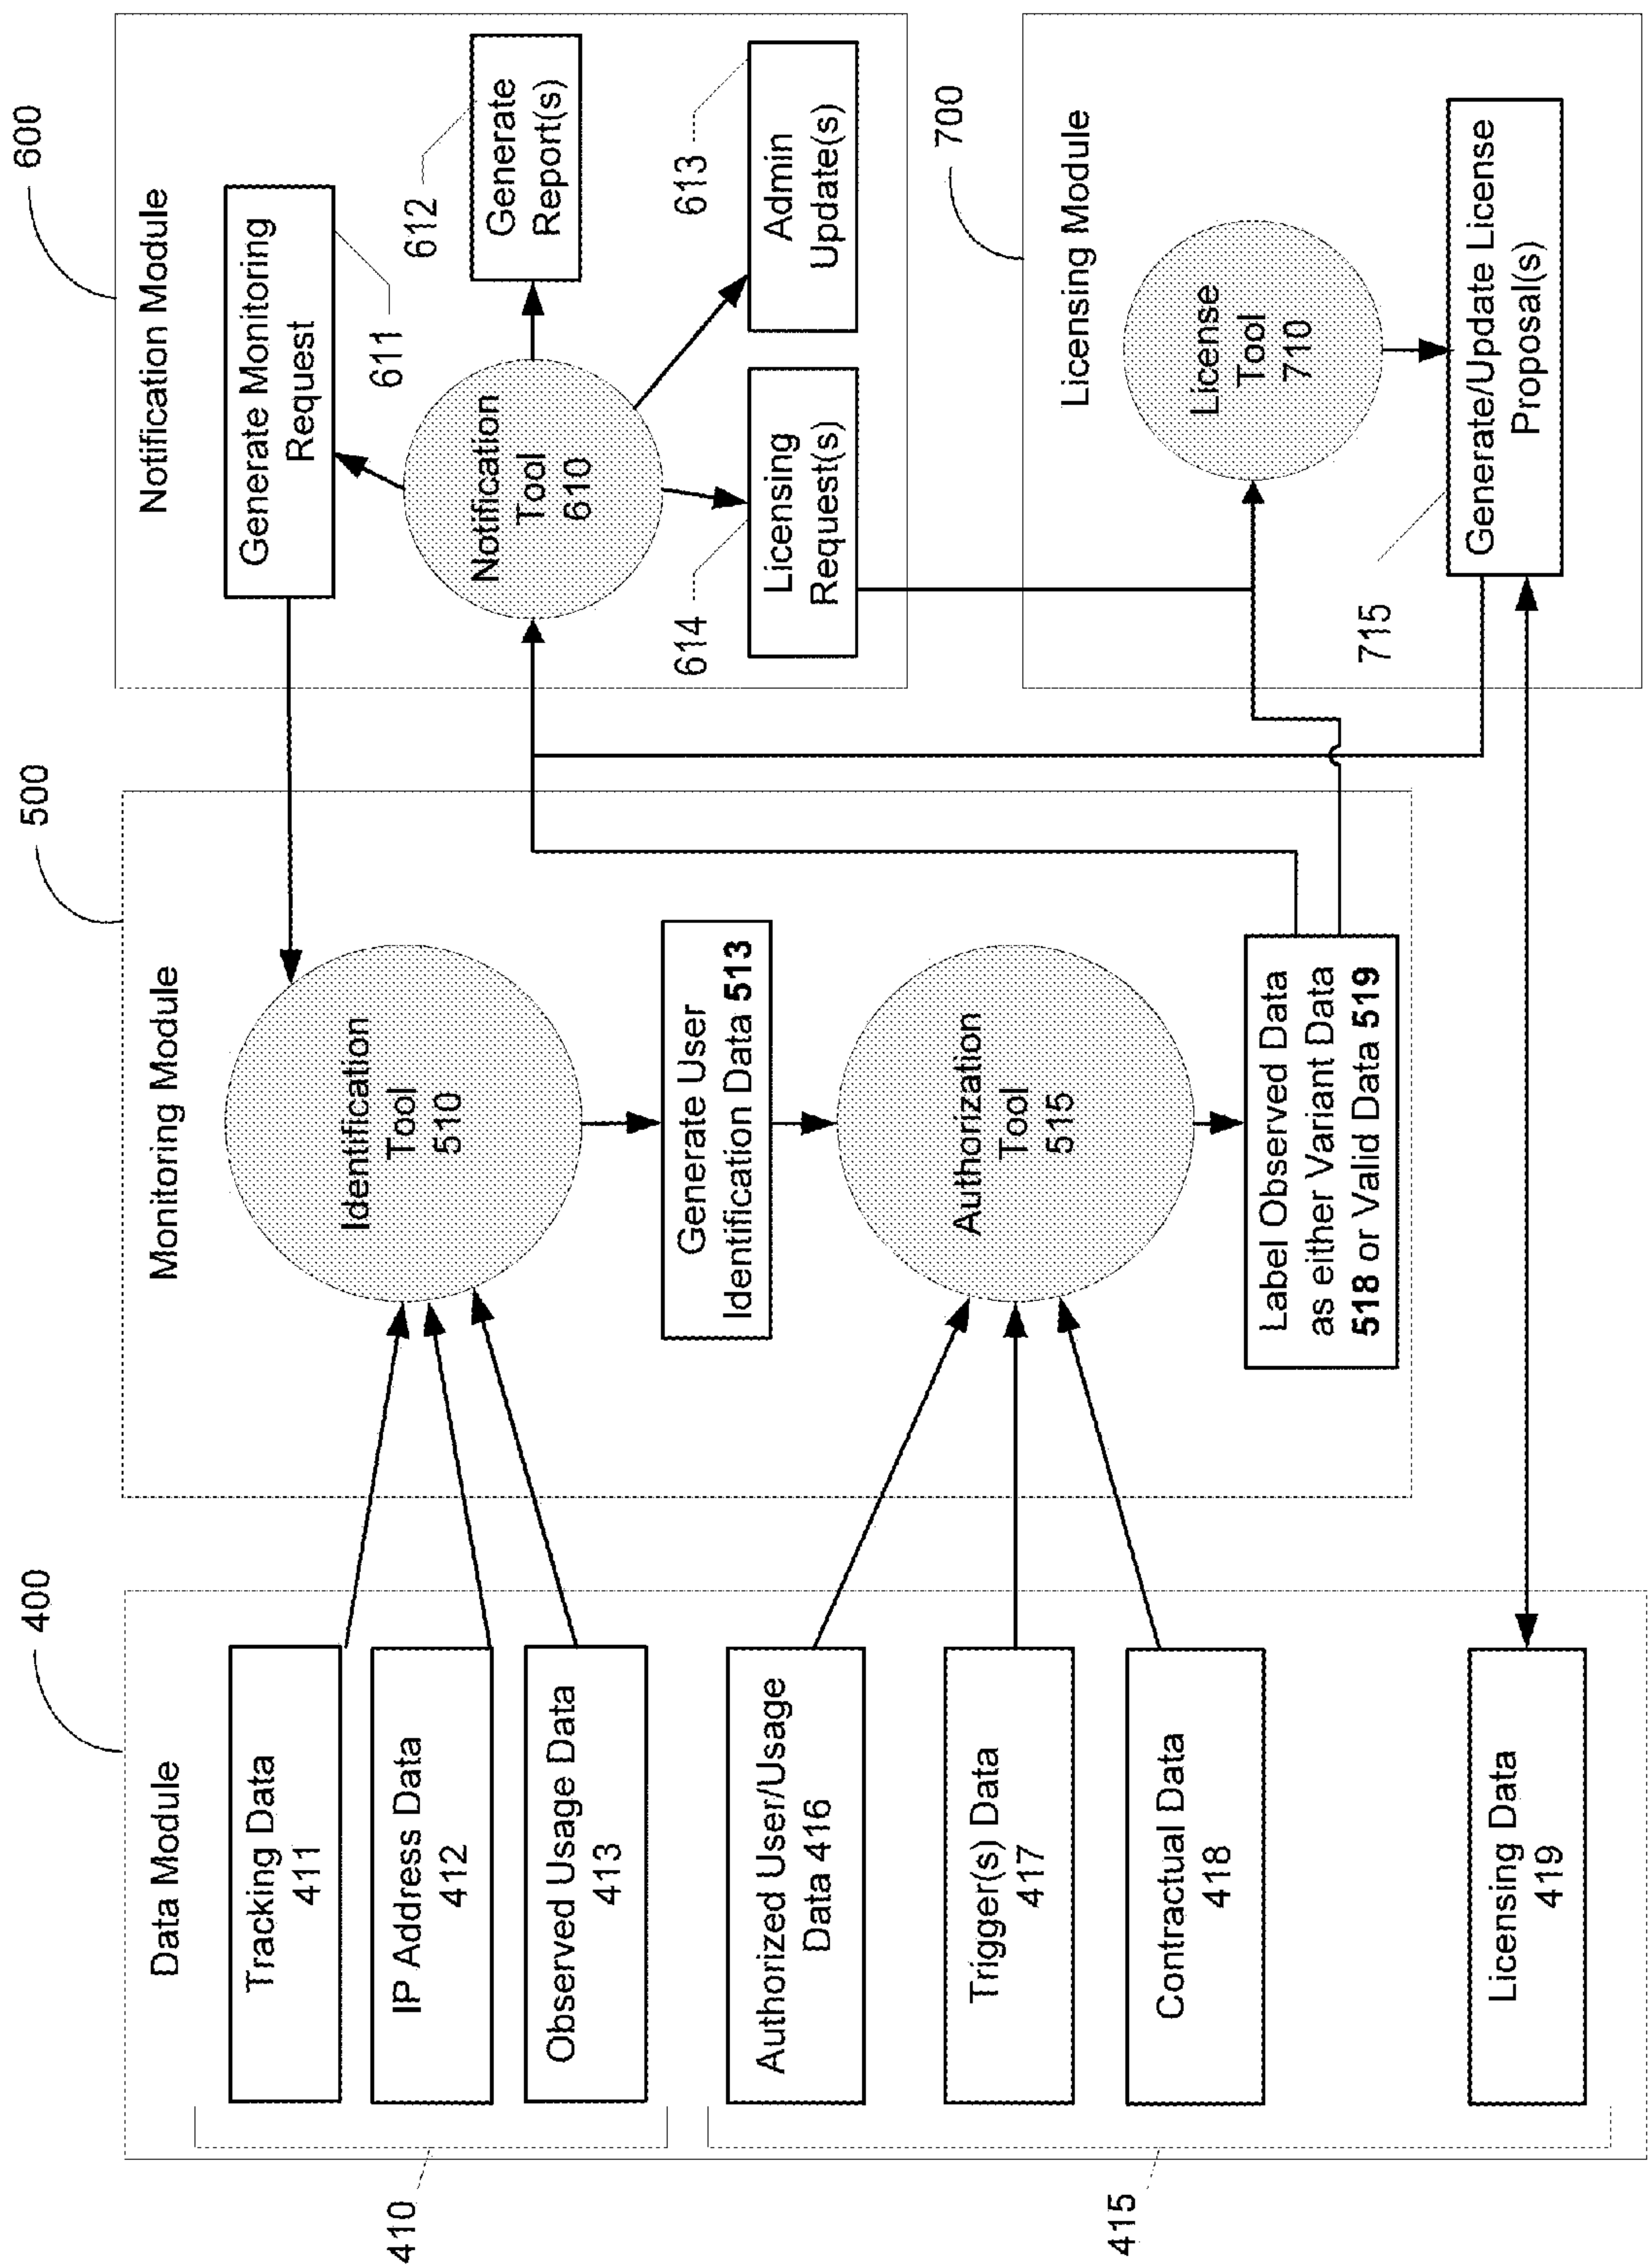 400
Data Module
Tracking Data
411
IP Address Data
412
Observed Usage Data
413
410
Authorized User/Usage
Data 416
Trigger(s) Data
417
Contractual Data
418
Licensing Data
419
415
500
Monitoring Module
Identification
Tool
510
Generate User
Identification Data 513
Authorization
Tool
515
Label Observed Data
as either Variant Data
518 or Valid Data 519
600
Notification Module
Generate Monitoring
Request
611
Notification
Tool
610
612
Generate
Report(s)
613
Admin
Update(s)
614
Licensing
Request(s)
700
Licensing Module
License
Tool
710
715
Generate/Update License
Proposal(s)